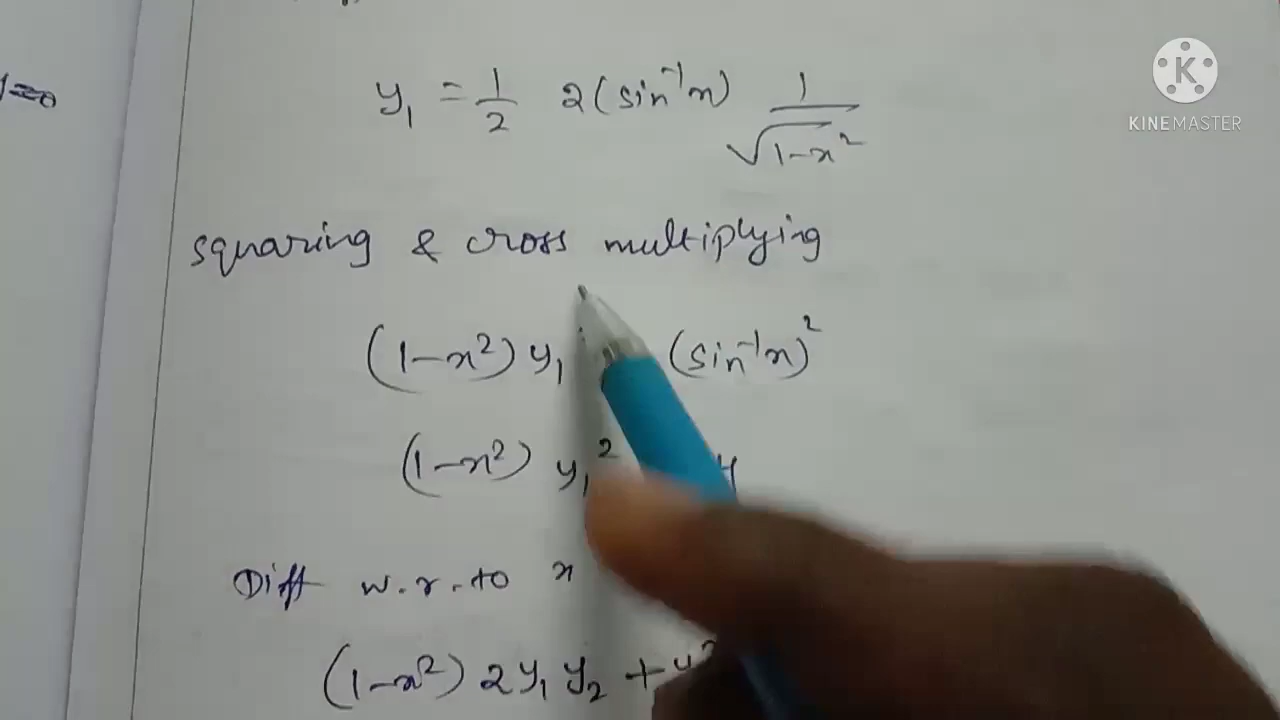 y₁ = 1/2 2(sin⁻¹x) 1/√1-x²
squaring & cross multiplying
(1-x²) y₁ (sin⁻¹x)²
(1-x²) y₁² y
Diff w.r.to x
(1-x²) 2y₁ y₂ + y²
K
KINEMASTER